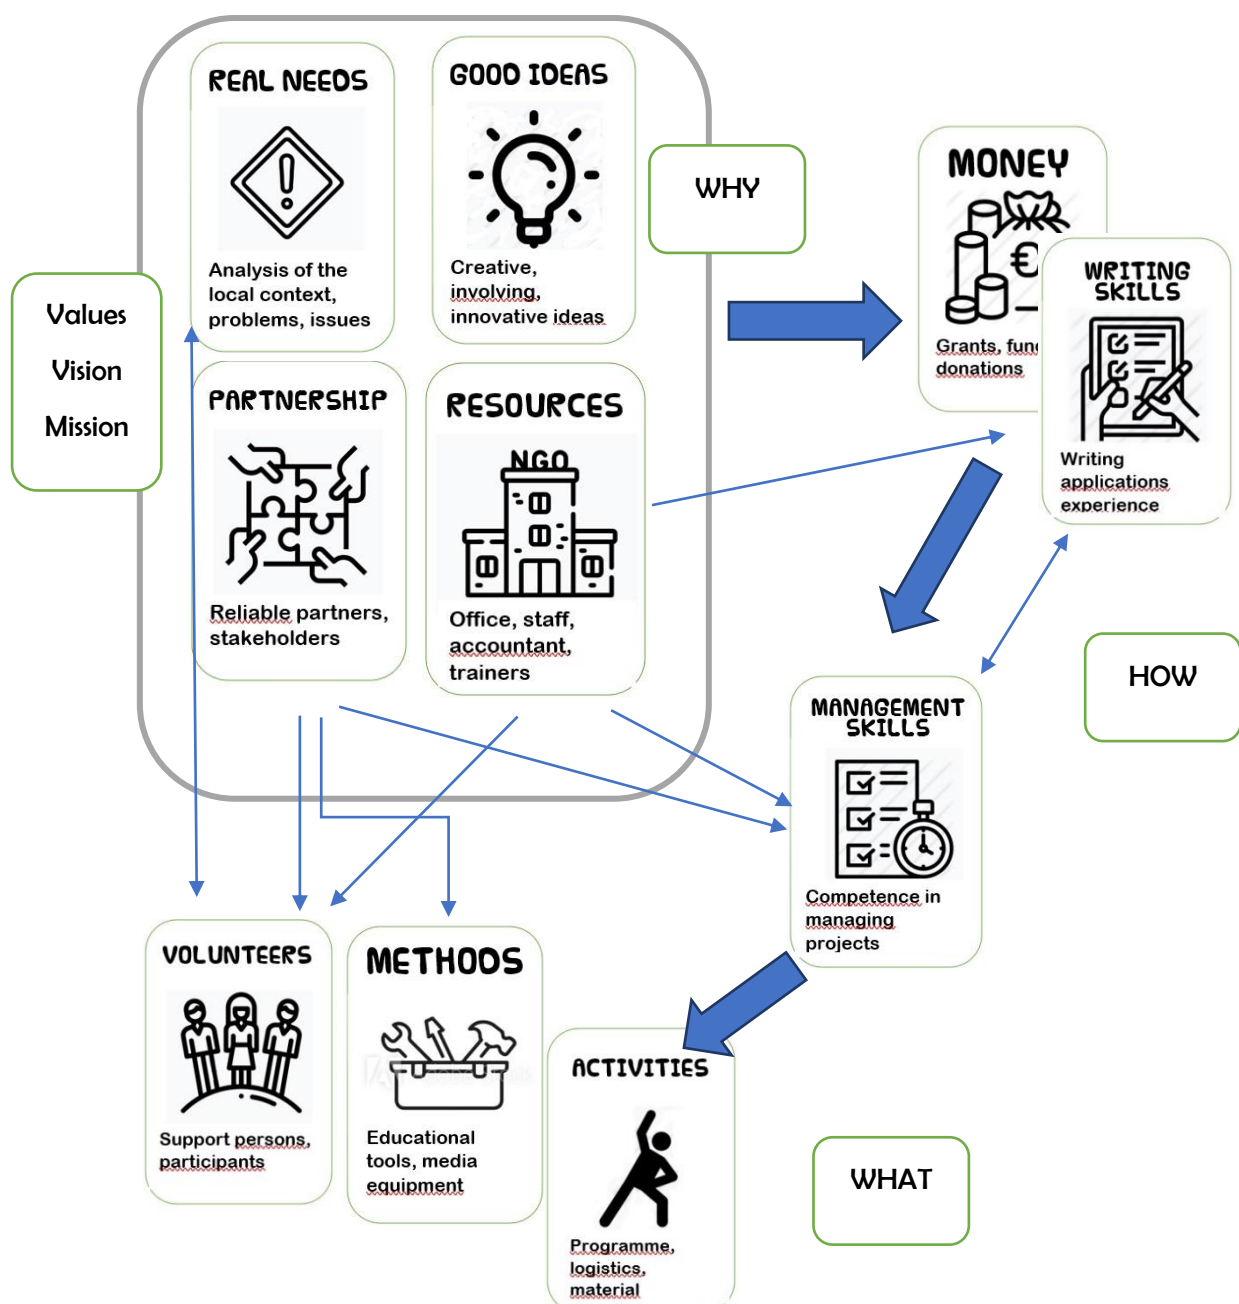 REAL NEEDS
Analysis of the
local context,
problems, issues
GOOD IDEAS
Creative,
involving,
innovative ideas
WHY
Values
Vision
Mission
PARTNERSHIP
Reliable partners,
stakeholders
RESOURCES
NGO
Office, staff,
accountant,
trainers
MONEY
€
Grants, fun
donations
WRITING
SKILLS
Writing
applications
experience
HOW
MANAGEMENT
SKILLS
Competence in
managing
projects
VOLUNTEERS
Support persons,
participants
METHODS
Educational
tools, media
equipment
ACTIVITIES
Programme,
logistics,
material
WHAT